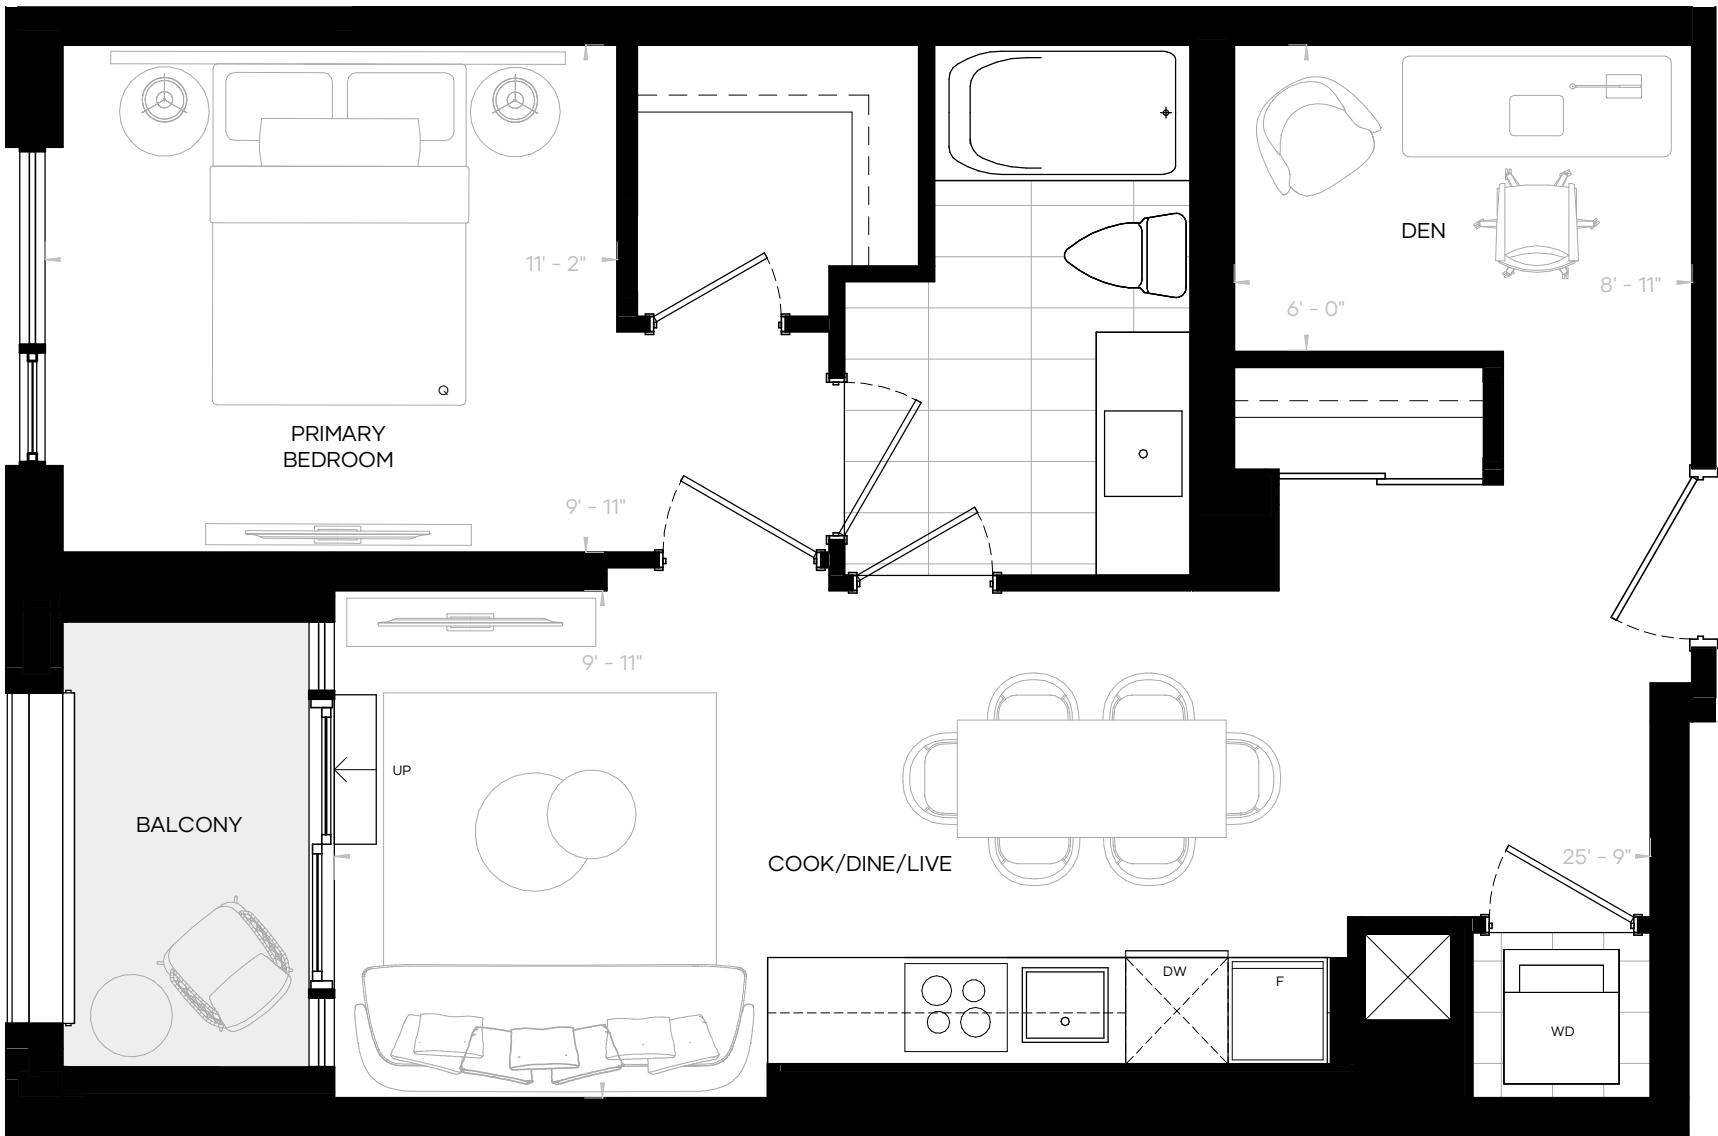 DEN
11' - 2"
8' - 11"
6' - 0"
Q
PRIMARY
BEDROOM
9' - 11"
9' - 11"
UP
BALCONY
COOK/DINE/LIVE
25' - 9"
DW
F
WD